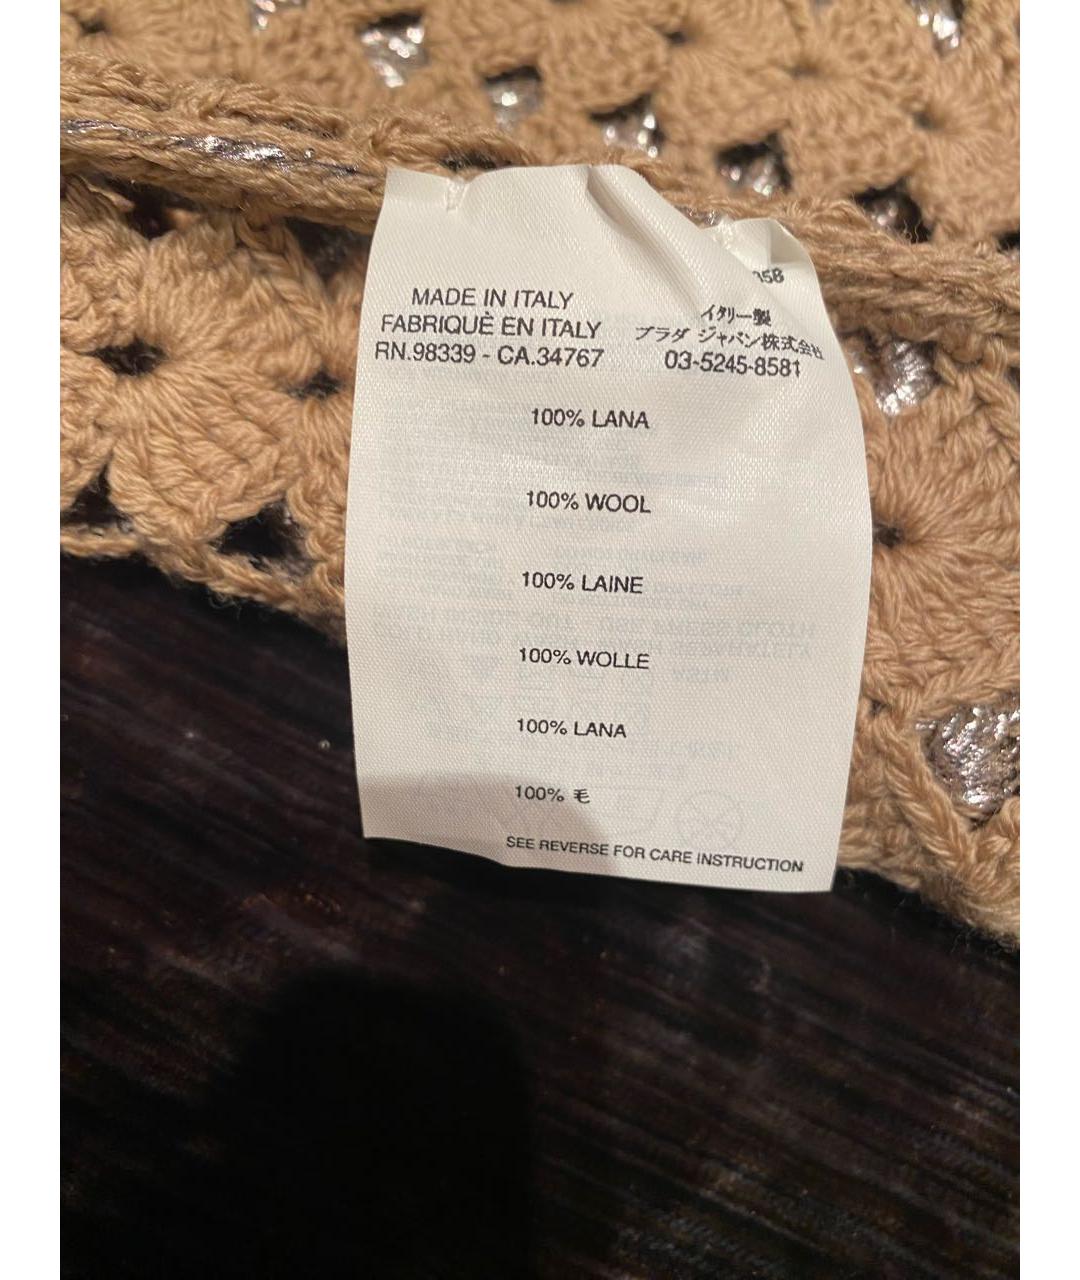 358
MADE IN ITALY
FABRIQUÈ EN ITALY
RN.98339 - CA.34767
イタリー製
プラダ ジャパン株式会社
03-5245-8581
100% LANA
100% WOOL
100% LAINE
100% WOLLE
100% LANA
100% 毛
SEE REVERSE FOR CARE INSTRUCTION